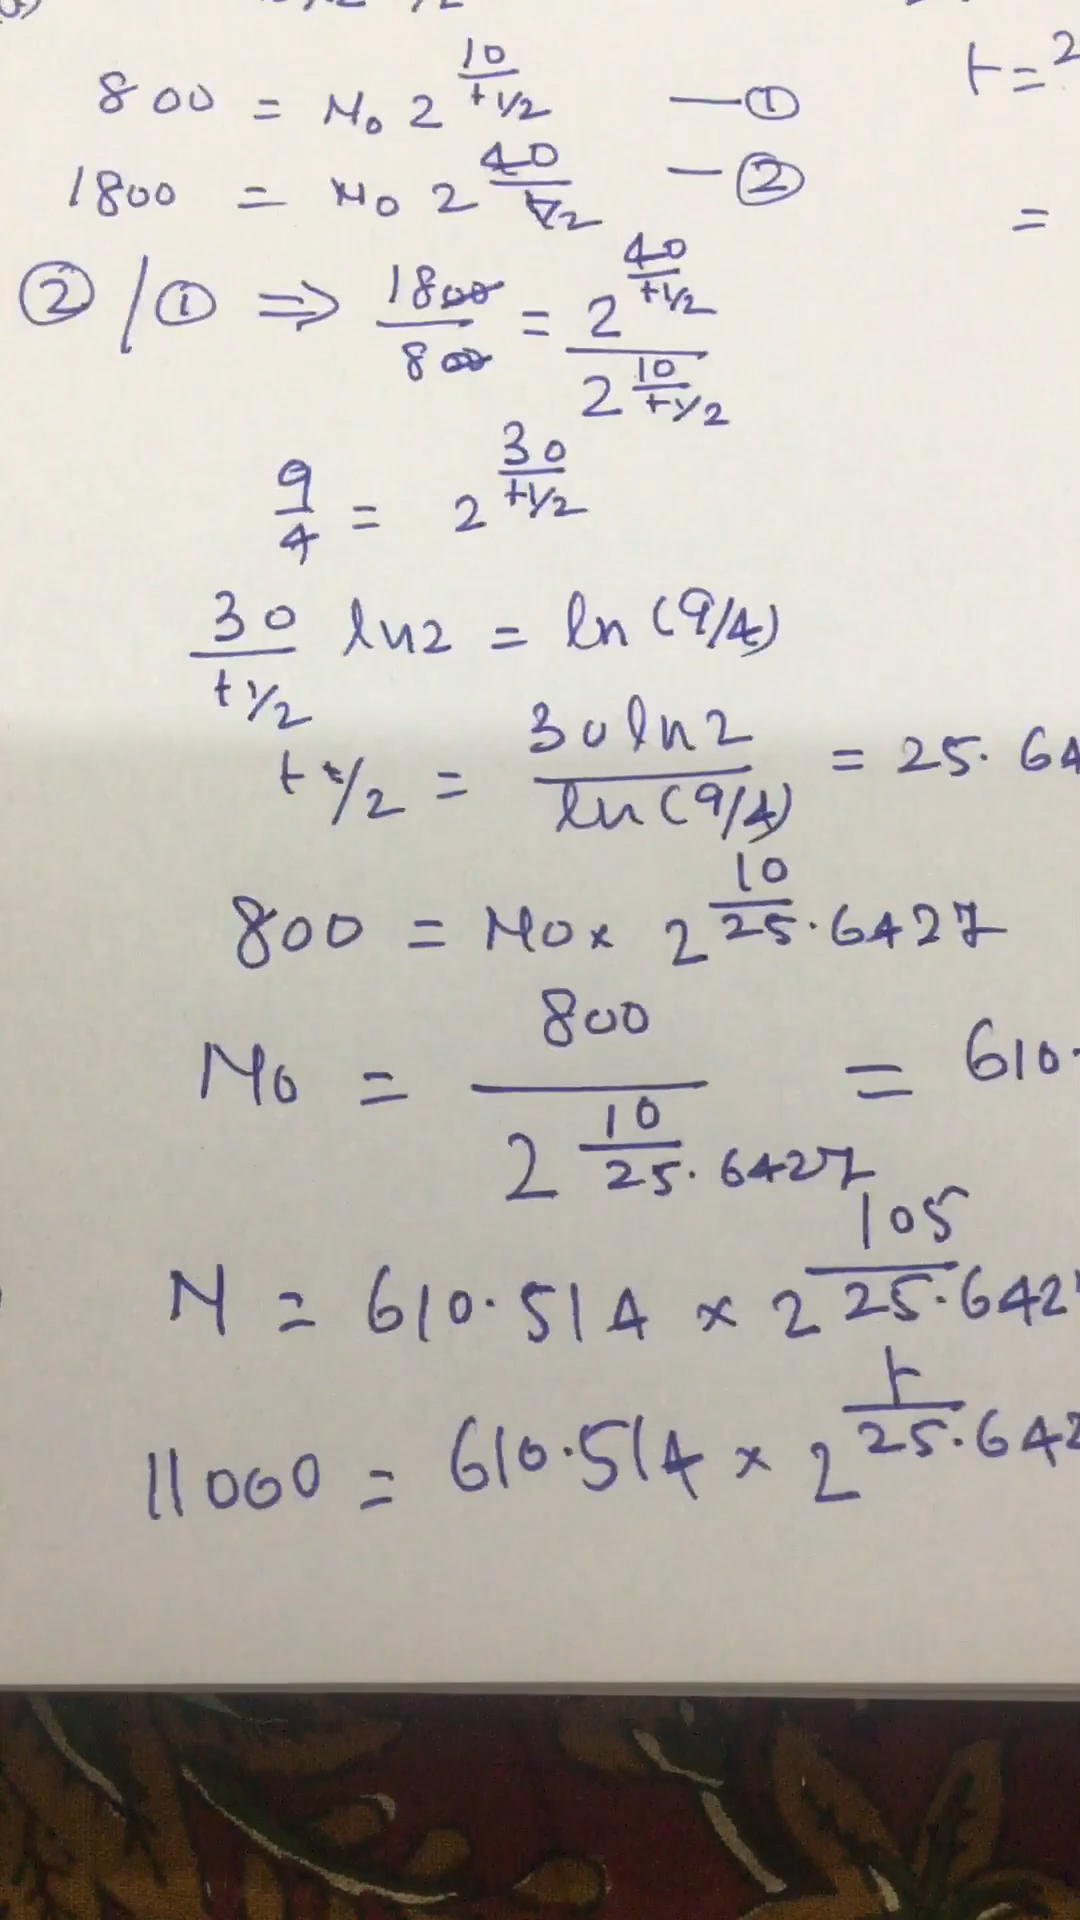 800 = N₀ 2^(10/t½) —①
t = 2
1800 = N₀ 2^(40/t½) —②
=
② / ① ⇒ 1800/800 = 2^(40/t½) / 2^(10/t½)
9/4 = 2^(30/t½)
30/t½ ln2 = ln(9/4)
t½ = 30ln2 / ln(9/4) = 25.64
800 = N₀ × 2^(10/25.6427)
N₀ = 800 / 2^(10/25.6427) = 610.
N = 610.514 × 2^(105/25.642
11000 = 610.514 × 2^(t/25.642